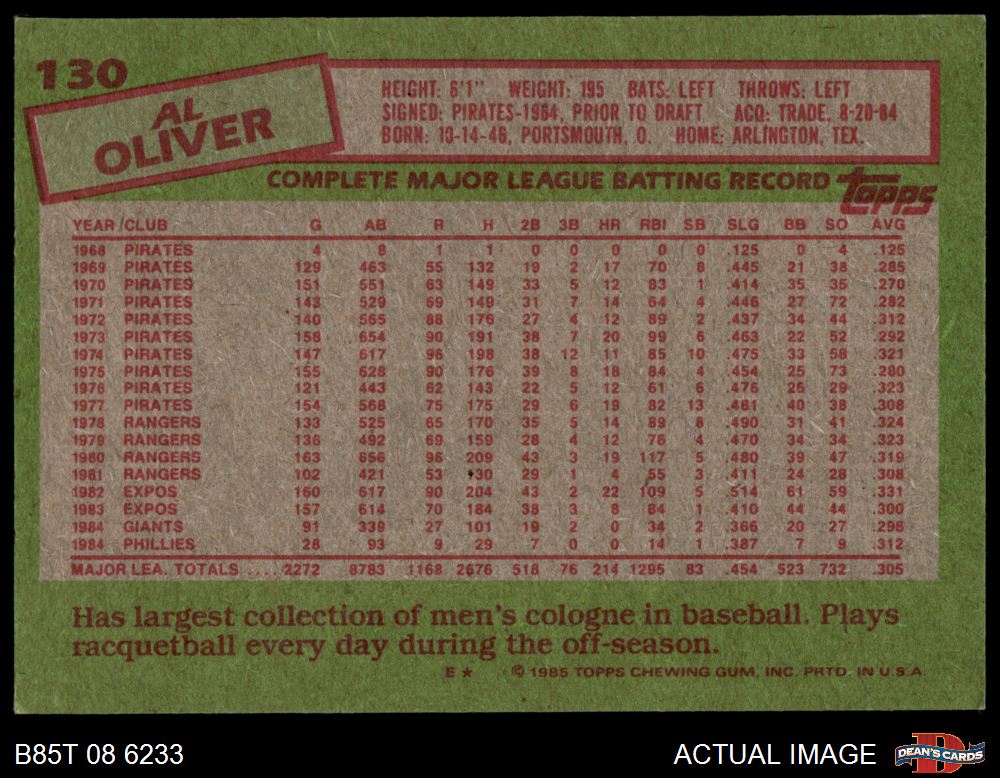 130
AL
OLIVER
HEIGHT: 6'1" WEIGHT: 195 BATS: LEFT THROWS: LEFT
SIGNED: PIRATES-1964, PRIOR TO DRAFT ACQ: TRADE, 8-20-84
BORN: 10-14-46, PORTSMOUTH, O. HOME: ARLINGTON, TEX.
COMPLETE MAJOR LEAGUE BATTING RECORD topps
YEAR/CLUB G AB R H 2B 3B HR RBI SB SLG BB SO AVG
1968 PIRATES 4 8 1 1 0 0 0 0 0 .125 0 4 .125
1969 PIRATES 129 463 55 132 19 2 17 70 8 .445 21 38 .285
1970 PIRATES 151 551 63 149 33 5 12 83 1 .414 35 35 .270
1971 PIRATES 143 529 69 149 31 7 14 64 4 .446 27 72 .282
1972 PIRATES 140 565 88 176 27 4 12 89 2 .437 34 44 .312
1973 PIRATES 158 654 90 191 38 7 20 99 6 .463 22 52 .292
1974 PIRATES 147 617 96 198 38 12 11 85 10 .475 33 58 .321
1975 PIRATES 155 628 90 176 39 8 18 84 4 .454 25 73 .280
1976 PIRATES 121 443 62 143 22 5 12 61 6 .476 26 29 .323
1977 PIRATES 154 568 75 175 29 6 19 82 13 .481 40 38 .308
1978 RANGERS 133 525 65 170 35 5 14 89 8 .490 31 41 .324
1979 RANGERS 136 492 69 159 28 4 12 76 4 .470 34 34 .323
1980 RANGERS 163 656 96 209 43 3 19 117 5 .480 39 47 .319
1981 RANGERS 102 421 53 130 29 1 4 55 3 .411 24 28 .308
1982 EXPOS 160 617 90 204 43 2 22 109 5 .514 61 59 .331
1983 EXPOS 157 614 70 184 38 3 8 84 1 .410 44 44 .300
1984 GIANTS 91 339 27 101 19 2 0 34 2 .366 20 27 .298
1984 PHILLIES 28 93 9 29 7 0 0 14 1 .387 7 9 .312
MAJOR LEA. TOTALS .... 2272 8783 1168 2676 518 76 214 1295 83 .454 523 732 .305
Has largest collection of men's cologne in baseball. Plays
racquetball every day during the off-season.
E ★ © 1985 TOPPS CHEWING GUM, INC. PRTD. IN U.S.A.
B85T 08 6233 ACTUAL IMAGE DEAN'S CARDS